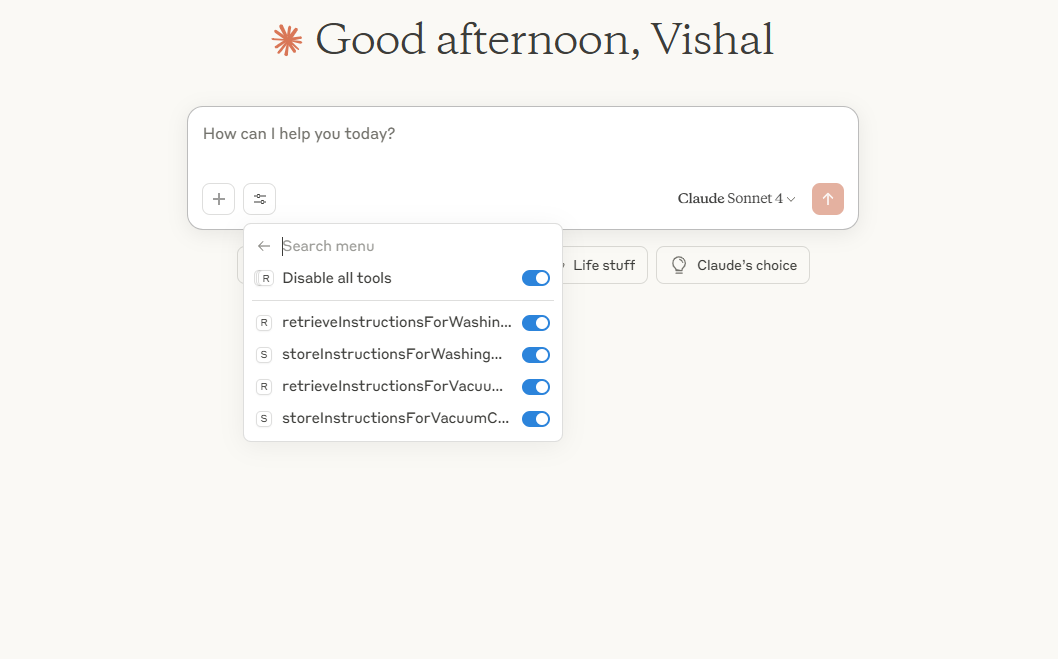 Good afternoon, Vishal
How can I help you today?
Claude Sonnet 4
Search menu
Life stuff
Claude's choice
R Disable all tools
R retrieveInstructionsForWashin...
S storeInstructionsForWashing...
R retrieveInstructionsForVacuu...
S storeInstructionsForVacuumC...